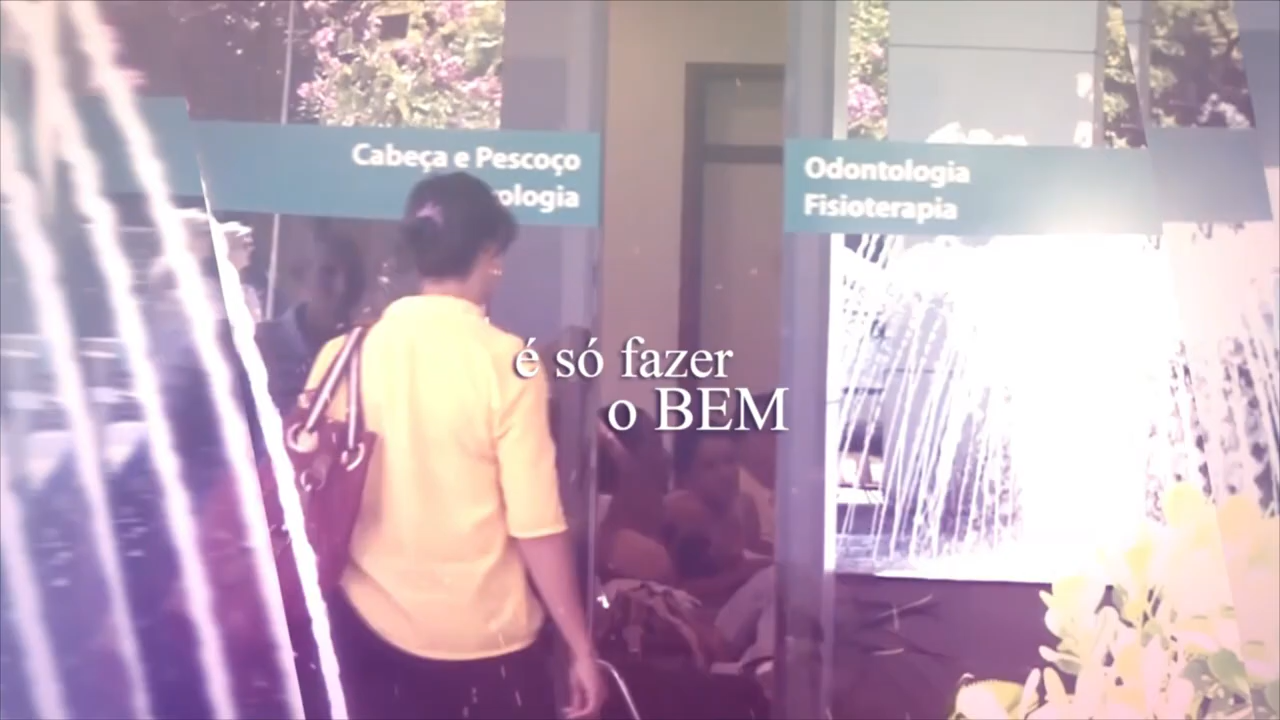 Cabeça e Pescoço
Odontologia
Fisioterapia
é só fazer
o BEM